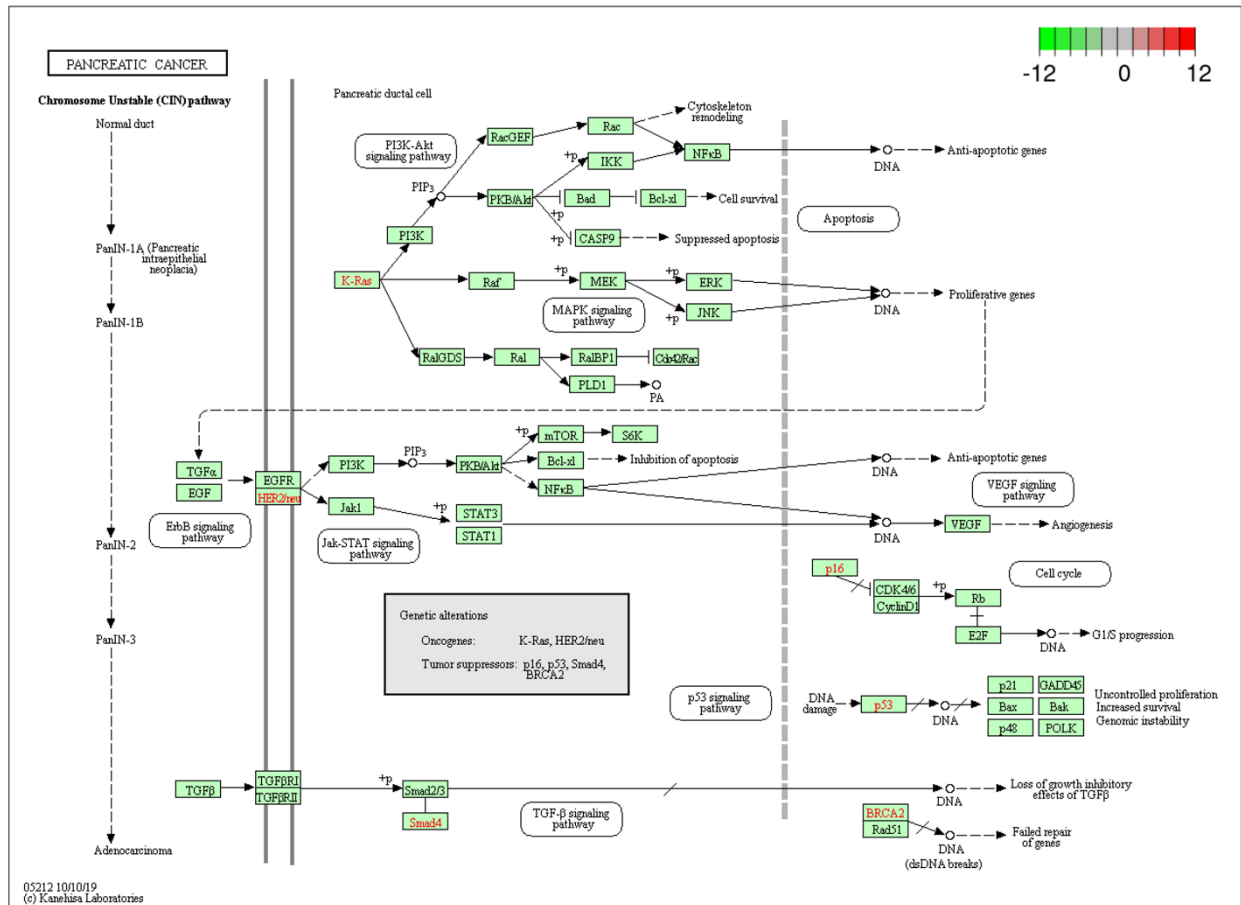 PANCREATIC CANCER
-12 0 12
Chromosome Unstable (CIN) pathway
Normal duct
PanIN-1A (Pancreatic
intraepithelial
neoplacia)
PanIN-1B
PanIN-2
PanIN-3
Adenocarcinoma
Pancreatic ductal cell
PI3K-Akt
signaling pathway
RacGEF
Rac
Cytoskeleton
remodeling
+p
IKK
NFκB
DNA
Anti-apoptotic genes
PIP3
PKB/Akt
Bad
Bcl-xl
Cell survival
+p
+p
CASP9
Suppressed apoptosis
Apoptosis
PI3K
K-Ras
Raf
+p
MEK
+p
ERK
+p
JNK
DNA
Proliferative genes
MAPK signaling
pathway
RalGDS
Ral
RalBP1
Cdc42/Rac
PLD1
PA
TGFα
EGF
EGFR
HER2/neu
ErbB signaling
pathway
PI3K
PIP3
PKB/Akt
+p
mTOR
S6K
Bcl-xl
Inhibition of apoptosis
NFκB
DNA
Anti-apoptotic genes
VEGF signling
pathway
Jak1
+p
STAT3
STAT1
DNA
VEGF
Angiogenesis
Jak-STAT signaling
pathway
p16
CDK4/6
CyclinD1
+p
Rb
E2F
DNA
G1/S progression
Cell cycle
Genetic alterations
Oncogenes: K-Ras, HER2/neu
Tumor suppressors: p16, p53, Smad4,
BRCA2
p53 signaling
pathway
DNA
damage
p53
DNA
p21
GADD45
Bax
Bak
p48
POLK
Uncontrolled proliferation
Increased survival
Genomic instability
TGFβ
TGFβRI
TGFβRII
+p
Smad2/3
Smad4
TGF-β signaling
pathway
DNA
Loss of growth inhibitory
effects of TGFβ
BRCA2
Rad51
DNA
(dsDNA breaks)
Failed repair
of genes
05212 10/10/19
(c) Kanehisa Laboratories